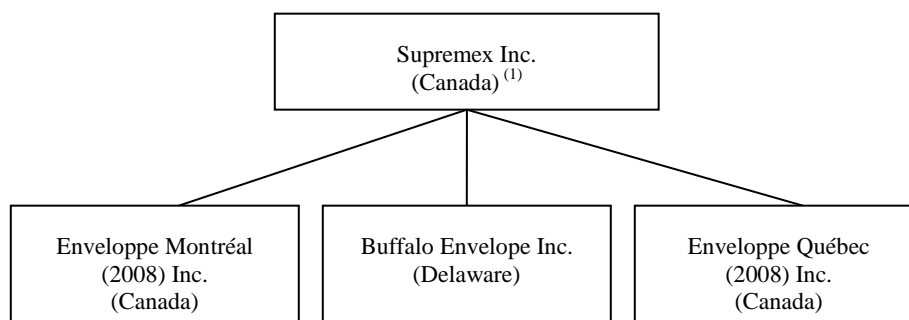 Supremex Inc.
(Canada) (1)
Enveloppe Montréal
(2008) Inc.
(Canada)
Buffalo Envelope Inc.
(Delaware)
Enveloppe Québec
(2008) Inc.
(Canada)